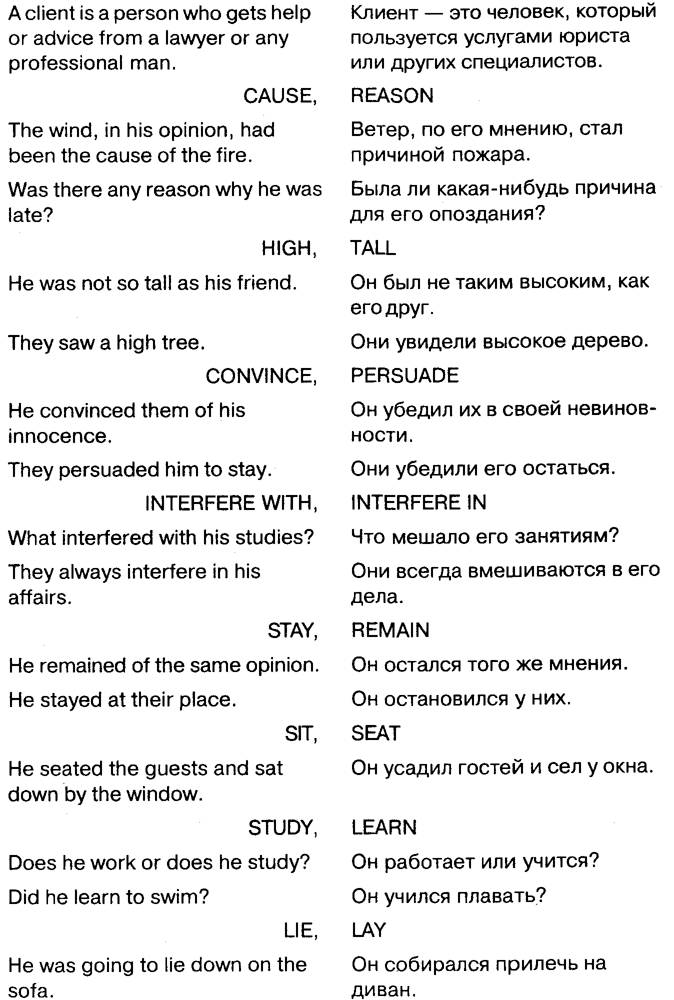 A client is a person who gets help
or advice from a lawyer or any
professional man.
Клиент — это человек, который
пользуется услугами юриста
или других специалистов.
CAUSE, REASON
The wind, in his opinion, had
been the cause of the fire.
Ветер, по его мнению, стал
причиной пожара.
Was there any reason why he was
late?
Была ли какая-нибудь причина
для его опоздания?
HIGH, TALL
He was not so tall as his friend.
Он был не таким высоким, как
его друг.
They saw a high tree.
Они увидели высокое дерево.
CONVINCE, PERSUADE
He convinced them of his
innocence.
Он убедил их в своей невинов-
ности.
They persuaded him to stay.
Они убедили его остаться.
INTERFERE WITH, INTERFERE IN
What interfered with his studies?
Что мешало его занятиям?
They always interfere in his
affairs.
Они всегда вмешиваются в его
дела.
STAY, REMAIN
He remained of the same opinion.
Он остался того же мнения.
He stayed at their place.
Он остановился у них.
SIT, SEAT
He seated the guests and sat
down by the window.
Он усадил гостей и сел у окна.
STUDY, LEARN
Does he work or does he study?
Он работает или учится?
Did he learn to swim?
Он учился плавать?
LIE, LAY
He was going to lie down on the
sofa.
Он собирался прилечь на
диван.